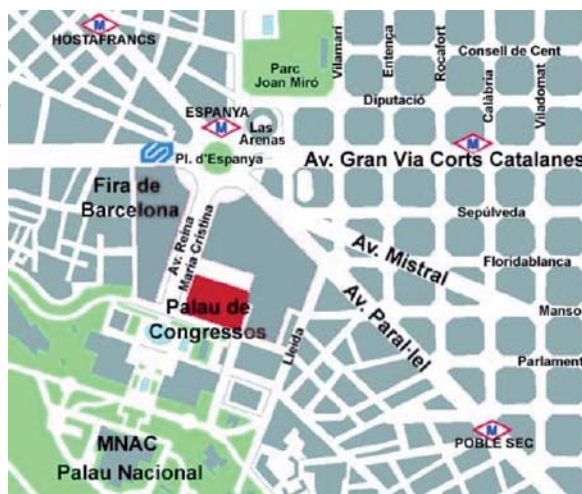 M
HOSTAFRANCS
Parc
Joan Miró
Vilamarí
Entença
Rocafort
Consell de Cent
Diputació
Calàbria
Viladomat
ESPANYA
M
Las
Arenas
M
S
Pl. d'Espanya
Av. Gran Via Corts Catalanes
Fira de
Barcelona
Av. Reina
Maria Cristina
Sepúlveda
Av. Mistral
Floridablanca
Av. Paral·lel
Manso
Palau de
Congressos
Lleida
Parlament
M
POBLE SEC
MNAC
Palau Nacional